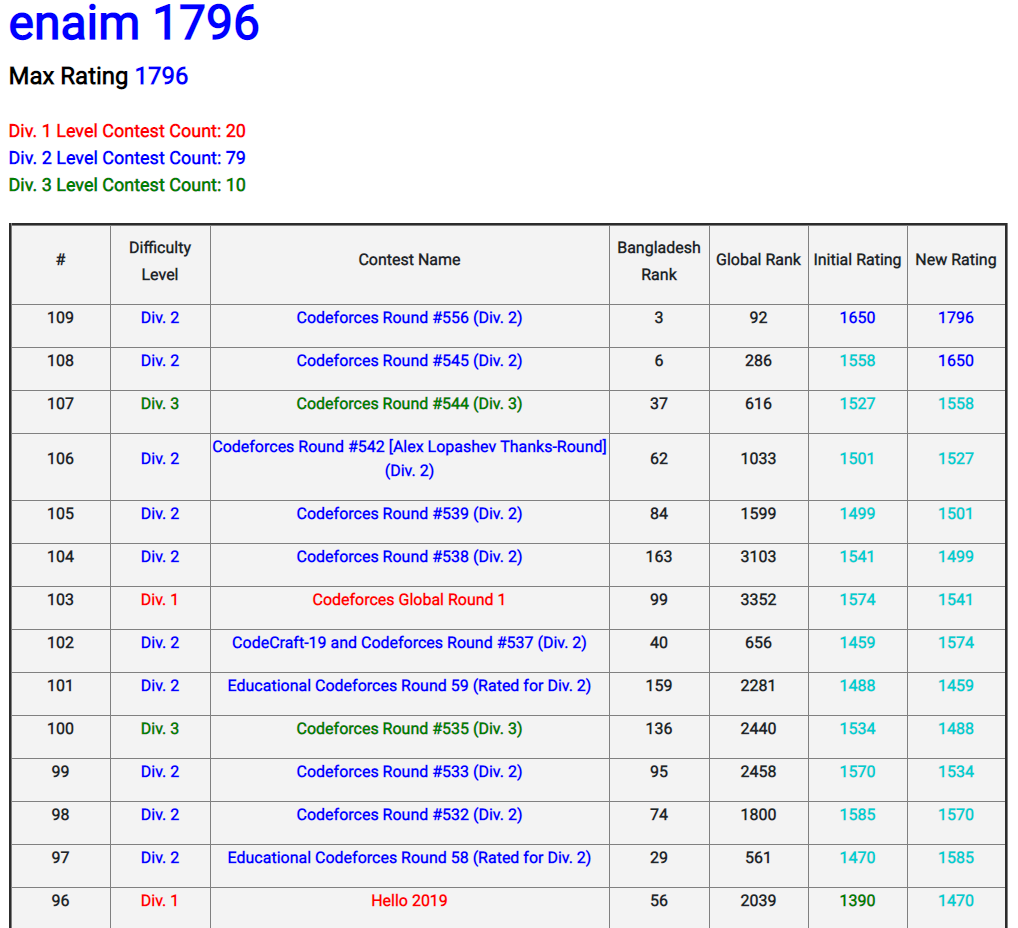 enaim 1796
Max Rating 1796
Div. 1 Level Contest Count: 20
Div. 2 Level Contest Count: 79
Div. 3 Level Contest Count: 10
# Difficulty Level Contest Name Bangladesh Rank Global Rank Initial Rating New Rating
109 Div. 2 Codeforces Round #556 (Div. 2) 3 92 1650 1796
108 Div. 2 Codeforces Round #545 (Div. 2) 6 286 1558 1650
107 Div. 3 Codeforces Round #544 (Div. 3) 37 616 1527 1558
106 Div. 2 Codeforces Round #542 [Alex Lopashev Thanks-Round] (Div. 2) 62 1033 1501 1527
105 Div. 2 Codeforces Round #539 (Div. 2) 84 1599 1499 1501
104 Div. 2 Codeforces Round #538 (Div. 2) 163 3103 1541 1499
103 Div. 1 Codeforces Global Round 1 99 3352 1574 1541
102 Div. 2 CodeCraft-19 and Codeforces Round #537 (Div. 2) 40 656 1459 1574
101 Div. 2 Educational Codeforces Round 59 (Rated for Div. 2) 159 2281 1488 1459
100 Div. 3 Codeforces Round #535 (Div. 3) 136 2440 1534 1488
99 Div. 2 Codeforces Round #533 (Div. 2) 95 2458 1570 1534
98 Div. 2 Codeforces Round #532 (Div. 2) 74 1800 1585 1570
97 Div. 2 Educational Codeforces Round 58 (Rated for Div. 2) 29 561 1470 1585
96 Div. 1 Hello 2019 56 2039 1390 1470